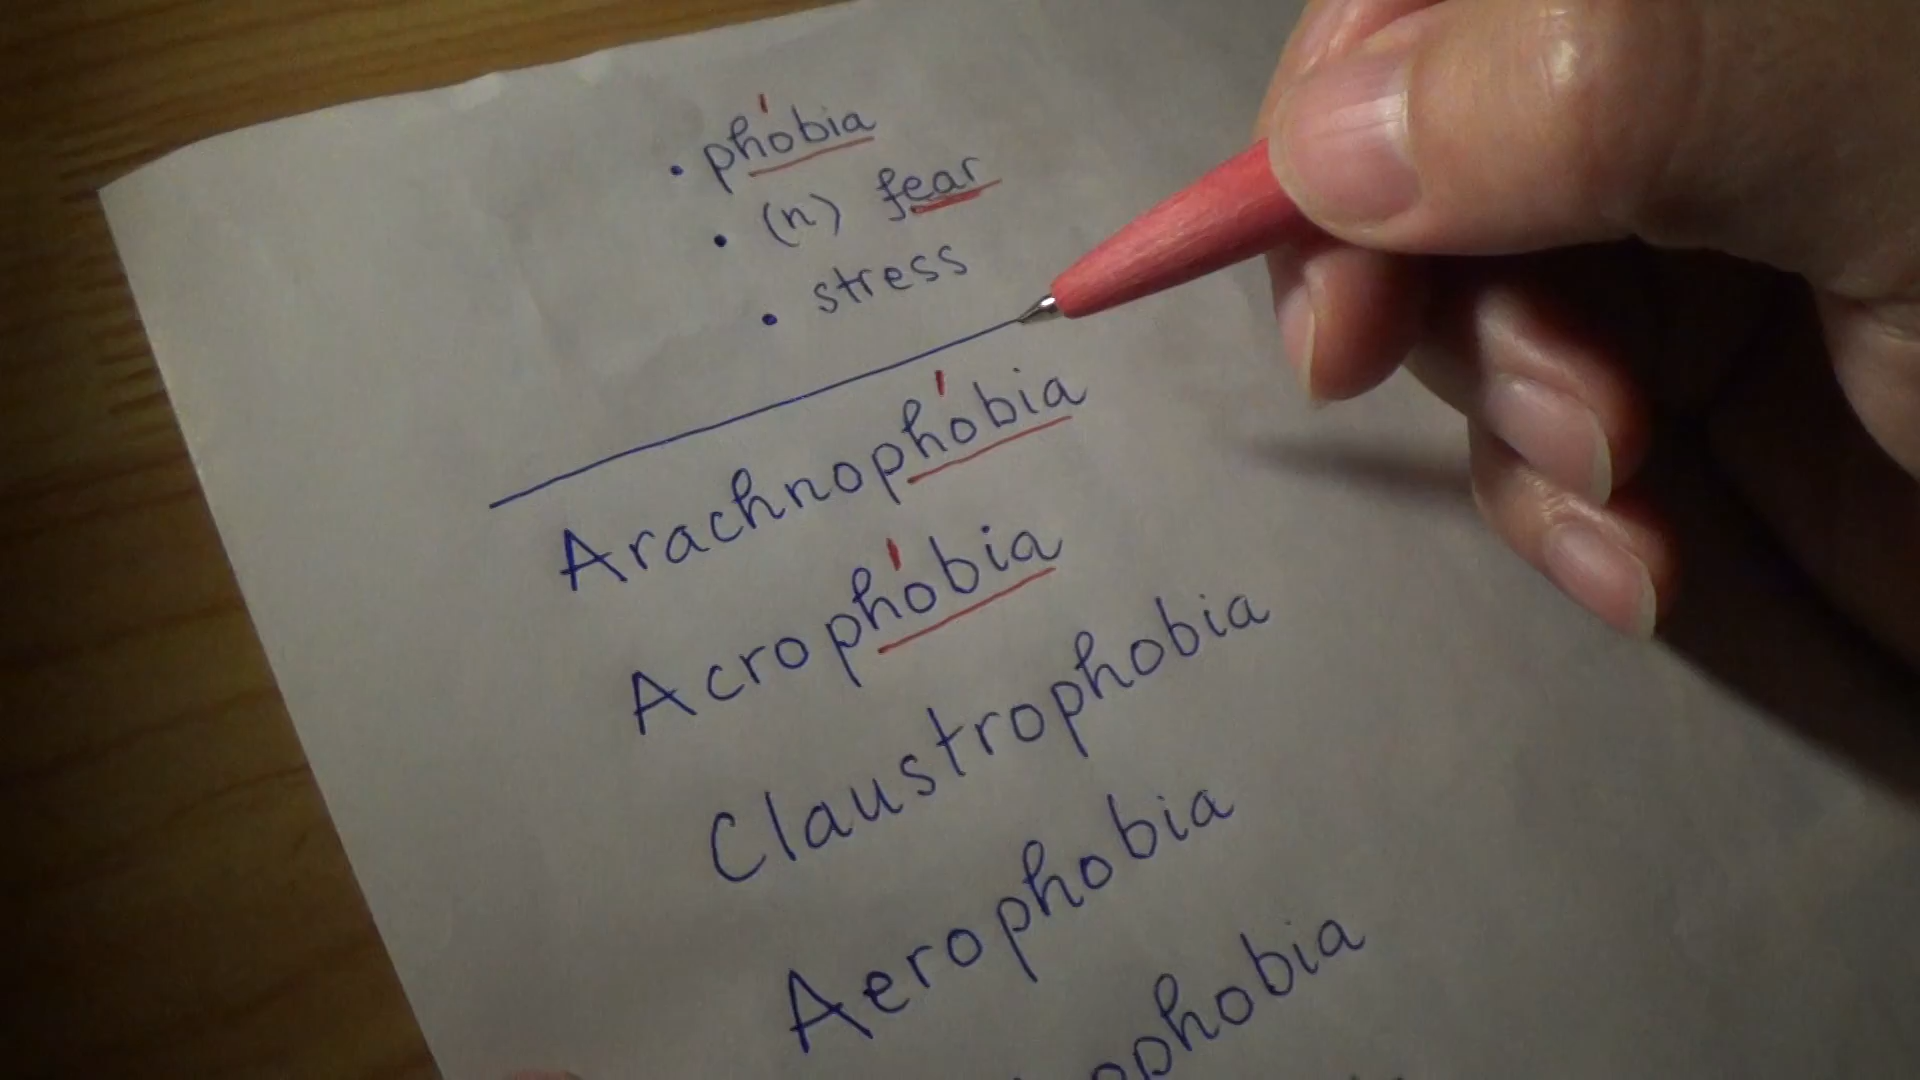 • phobia
• (n) fear
• stress
Arachnophobia
Acrophobia
Claustrophobia
Aerophobia